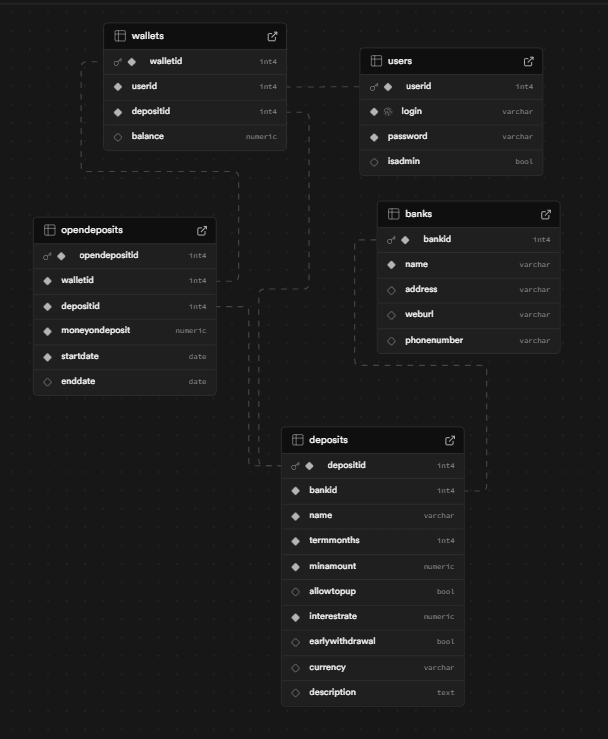 wallets
walletid int4
userid int4
depositid int4
balance numeric
users
userid int4
login varchar
password varchar
isadmin bool
banks
bankid int4
name varchar
address varchar
weburl varchar
phonenumber varchar
opendeposits
opendepositid int4
walletid int4
depositid int4
moneyondeposit numeric
startdate date
enddate date
deposits
depositid int4
bankid int4
name varchar
termmonths int4
minamount numeric
allowtopup bool
interestrate numeric
earlywithdrawal bool
currency varchar
description text